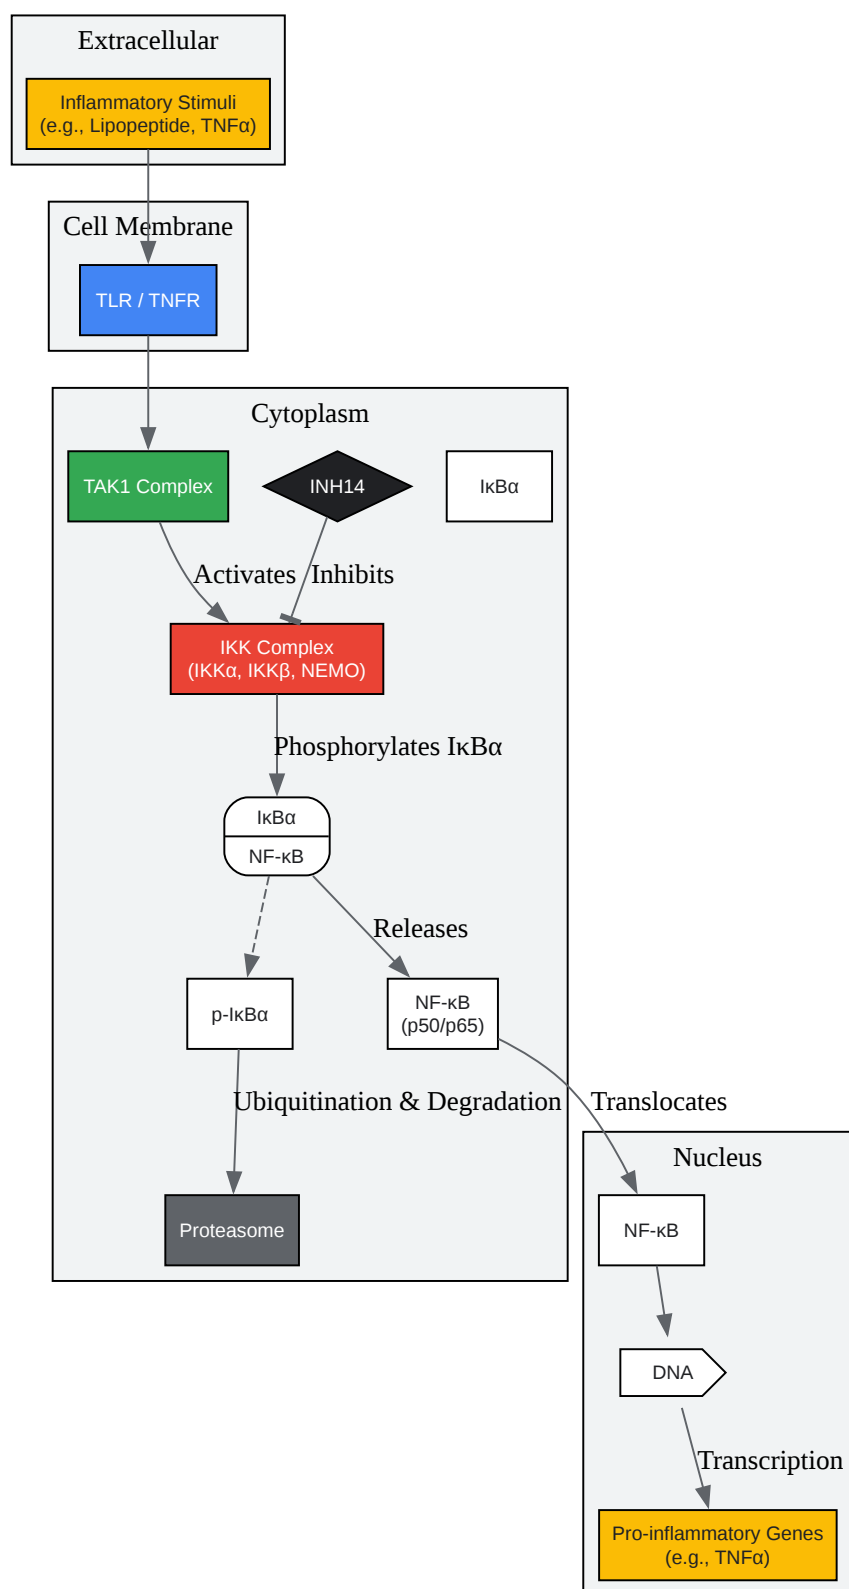 Extracellular
Inflammatory Stimuli
(e.g., Lipopeptide, TNFα)
Cell Membrane
TLR / TNFR
Cytoplasm
TAK1 Complex
INH14
IκBα
Activates
Inhibits
IKK Complex
(IKKα, IKKβ, NEMO)
Phosphorylates IκBα
IκBα
NF-κB
Releases
p-IκBα
NF-κB
(p50/p65)
Ubiquitination & Degradation
Translocates
Nucleus
Proteasome
NF-κB
DNA
Transcription
Pro-inflammatory Genes
(e.g., TNFα)